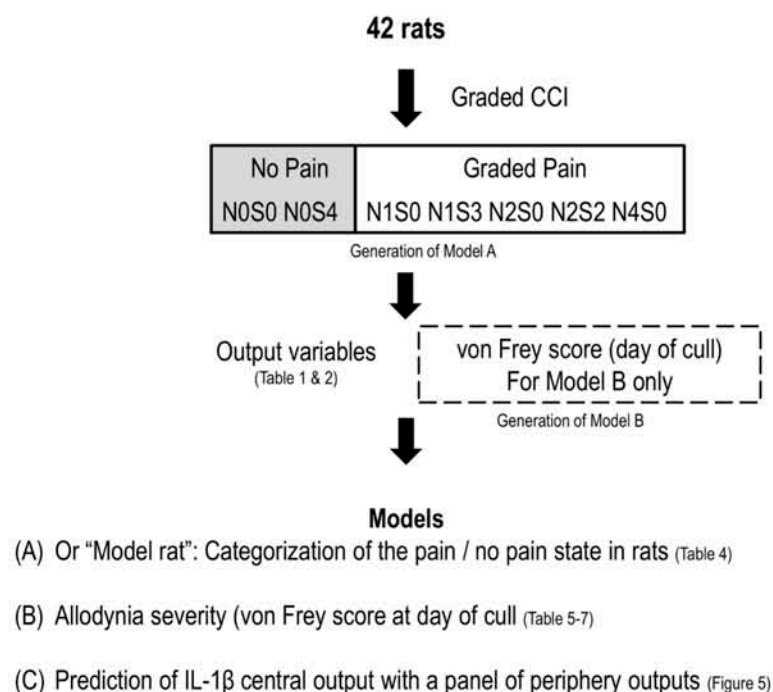 42 rats
Graded CCI
No Pain
Graded Pain
N0S0 N0S4
N1S0 N1S3 N2S0 N2S2 N4S0
Generation of Model A
Output variables
(Table 1 & 2)
von Frey score (day of cull)
For Model B only
Generation of Model B
Models
(A) Or “Model rat”: Categorization of the pain / no pain state in rats (Table 4)
(B) Allodynia severity (von Frey score at day of cull (Table 5-7)
(C) Prediction of IL-1β central output with a panel of periphery outputs (Figure 5)